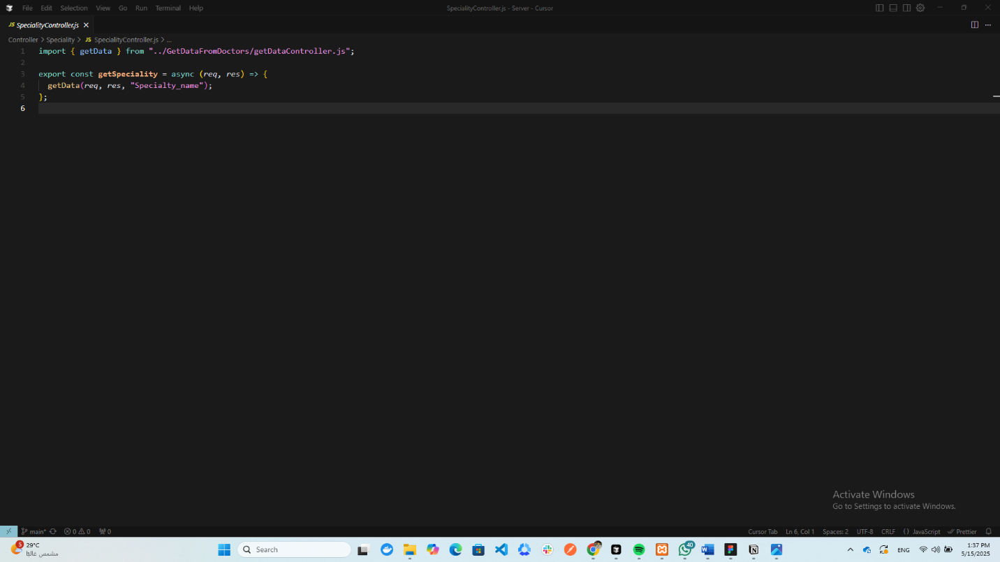 File Edit Selection View Go Run Terminal Help
SpecialityController.js - Server - Cursor
JS SpecialityController.js
Controller > Speciality > JS SpecialityController.js > ...
1 import { getData } from "../GetDataFromDoctors/getDataController.js";
2
3 export const getSpeciality = async (req, res) => {
4 getData(req, res, "Specialty_name");
5 };
6
Activate Windows
Go to Settings to activate Windows.
main* 0 0 0
Cursor Tab Ln 6, Col 1 Spaces: 2 UTF-8 CRLF {} JavaScript Prettier
5 29°C
مشمس غالبًا
Search
40
ENG
1:37 PM
5/15/2025